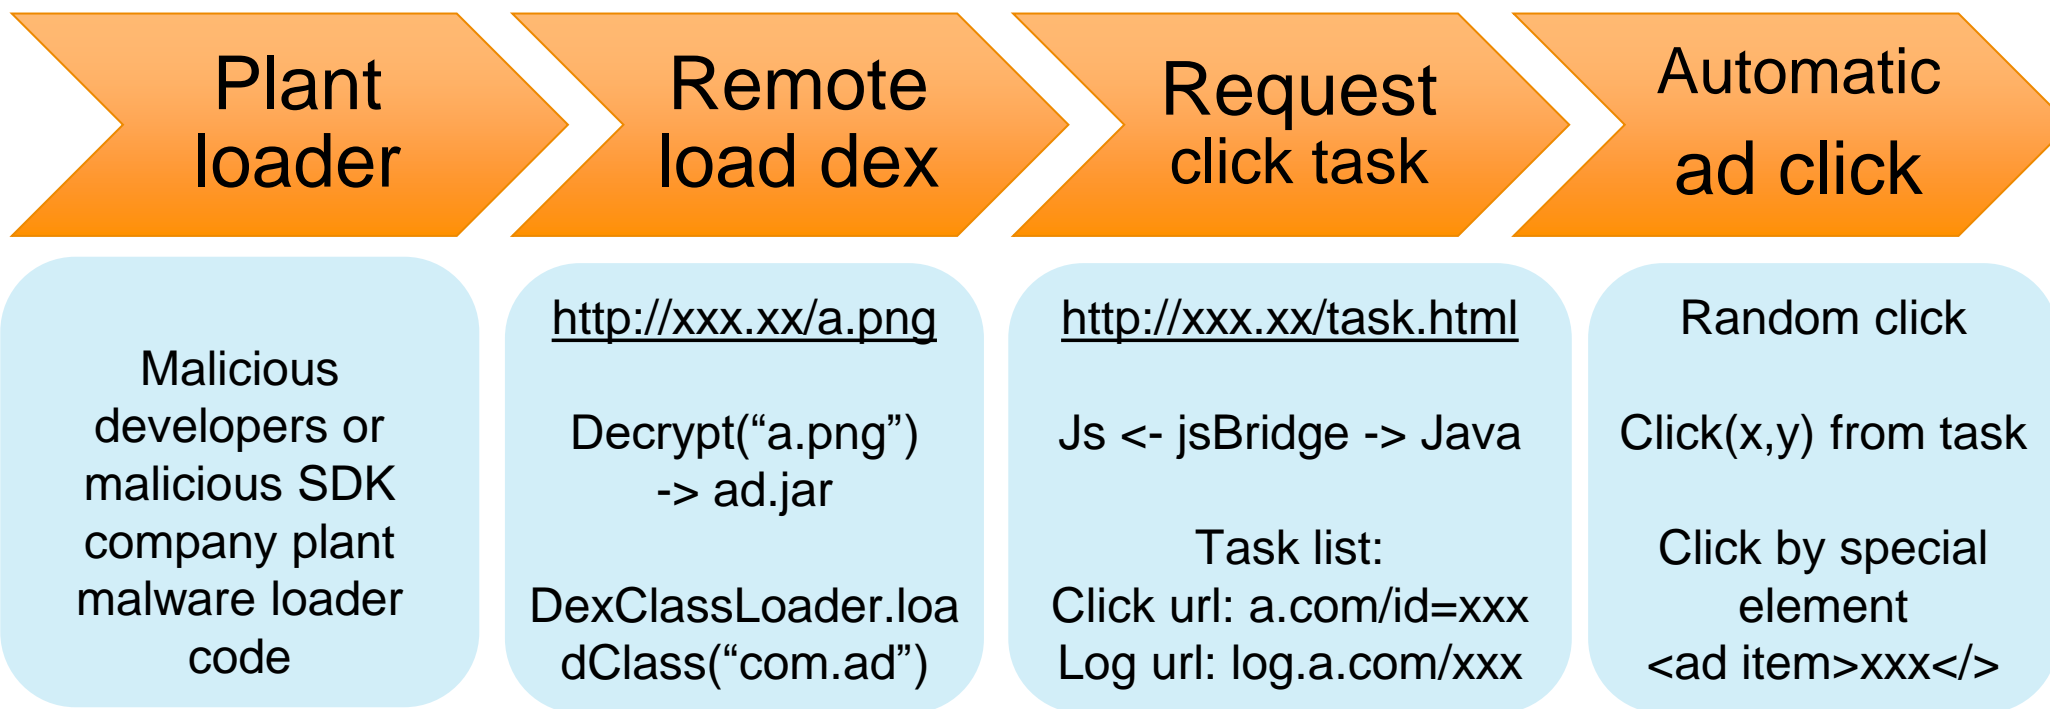 Plant
loader
Remote
load dex
Request
click task
Automatic
ad click
Malicious
developers or
malicious SDK
company plant
malware loader
code
http://xxx.xx/a.png
Decrypt(“a.png”)
-> ad.jar
DexClassLoader.loa
dClass(“com.ad”)
http://xxx.xx/task.html
Js <- jsBridge -> Java
Task list:
Click url: a.com/id=xxx
Log url: log.a.com/xxx
Random click
Click(x,y) from task
Click by special
element
<ad item>xxx</>